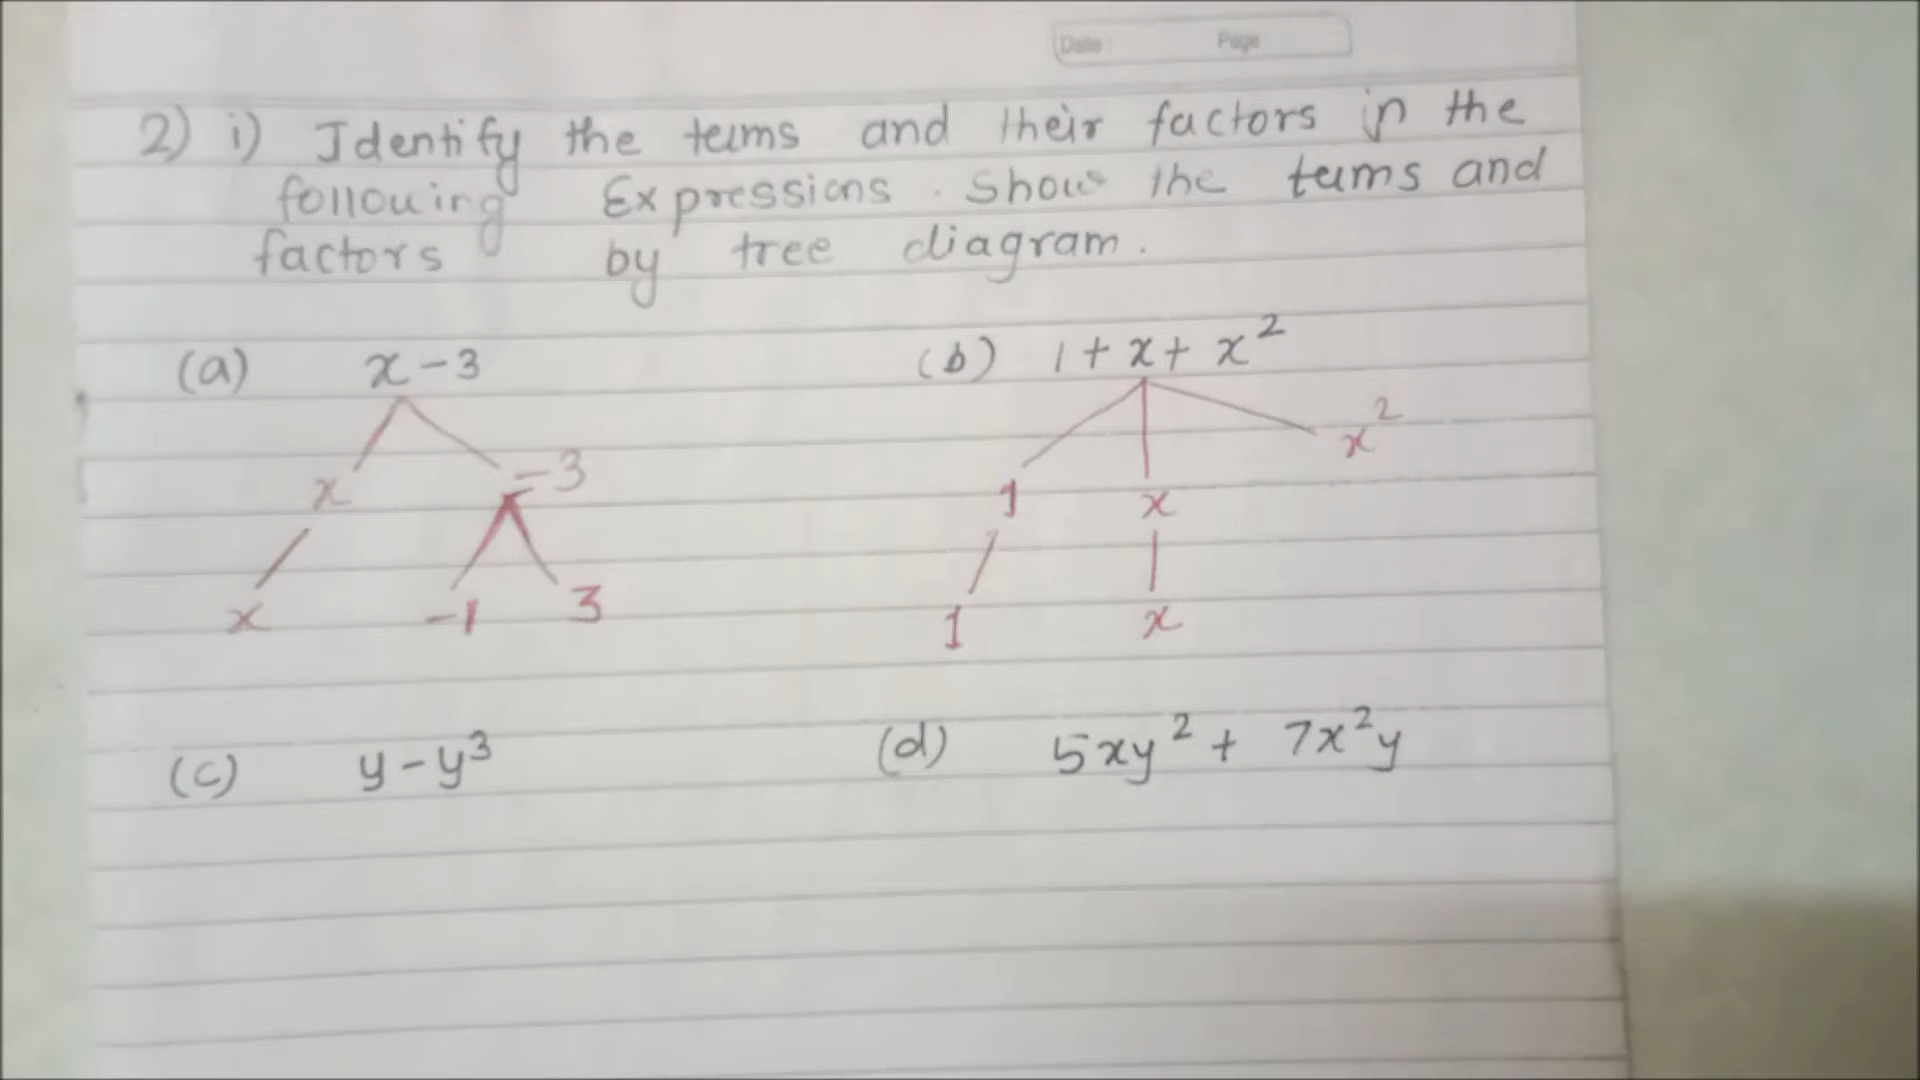 Date : Page
2) i) Identify the terms and their factors in the
following Expressions. Show the terms and
factors by tree diagram.
(a) x - 3 (b) 1 + x + x²
x -3 1 x x²
x -1 3 1 x
(c) y - y³ (d) 5xy² + 7x²y